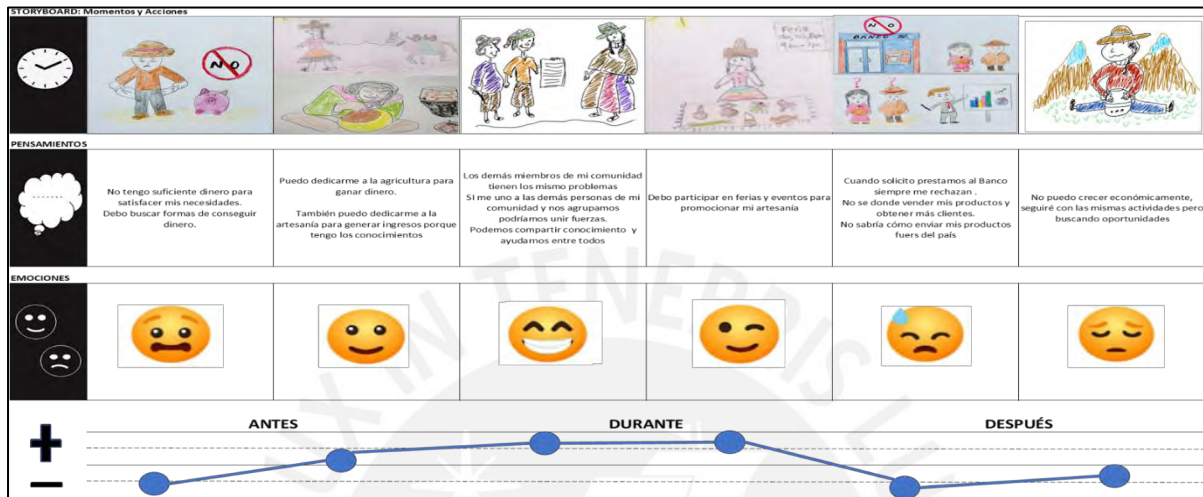 STORYBOARD: Momentos y Acciones
NO
Feria
NO
BANCO
PENSAMIENTOS
No tengo suficiente dinero para
satisfacer mis necesidades.
Debo buscar formas de conseguir
dinero.
Puedo dedicarme a la agricultura para
ganar dinero.
También puedo dedicarme a la
artesanía para generar ingresos porque
tengo los conocimientos
Los demás miembros de mi comunidad
tienen los mismo problemas
SI me uno a las demás personas de mi
comunidad y nos agrupamos
podríamos unir fuerzas.
Podemos compartir conocimiento y
ayudarnos entre todos
Debo participar en ferias y eventos para
promocionar mi artesanía
Cuando solicito prestamos al Banco
siempre me rechazan .
No se donde vender mis productos y
obtener más clientes.
No sabría cómo enviar mis productos
fuers del país
No puedo crecer económicamente,
seguiré con las mismas actividades pero
buscando oportunidades
EMOCIONES
ANTES
DURANTE
DESPUÉS
+
−